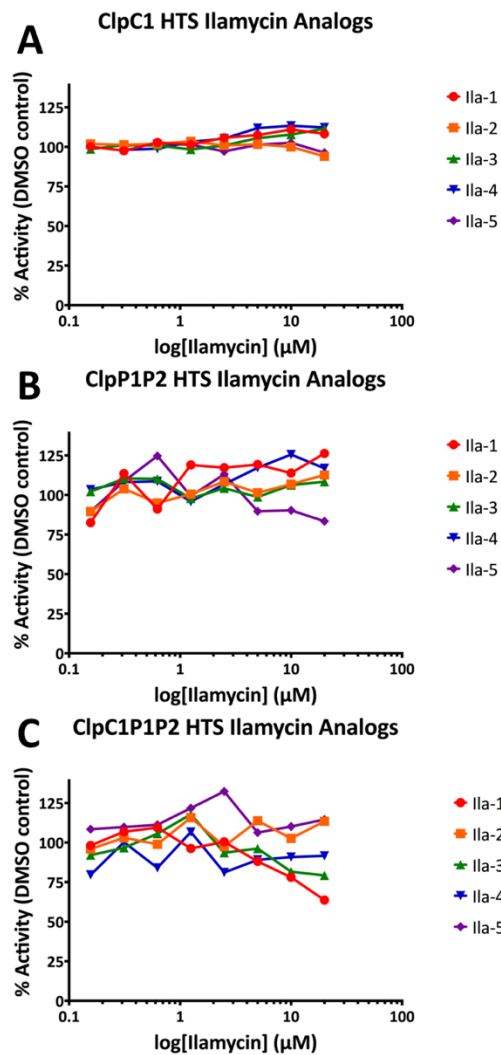 A
ClpC1 HTS Ilamycin Analogs
% Activity (DMSO control)
125
100
75
50
25
0
0.1
1
10
100
log[Ilamycin] (µM)
Ila-1
Ila-2
Ila-3
Ila-4
Ila-5
B
ClpP1P2 HTS Ilamycin Analogs
% Activity (DMSO control)
125
100
75
50
25
0
0.1
1
10
100
log[Ilamycin] (µM)
Ila-1
Ila-2
Ila-3
Ila-4
Ila-5
C
ClpC1P1P2 HTS Ilamycin Analogs
% Activity (DMSO control)
125
100
75
50
25
0
0.1
1
10
100
log[Ilamycin] (µM)
Ila-1
Ila-2
Ila-3
Ila-4
Ila-5